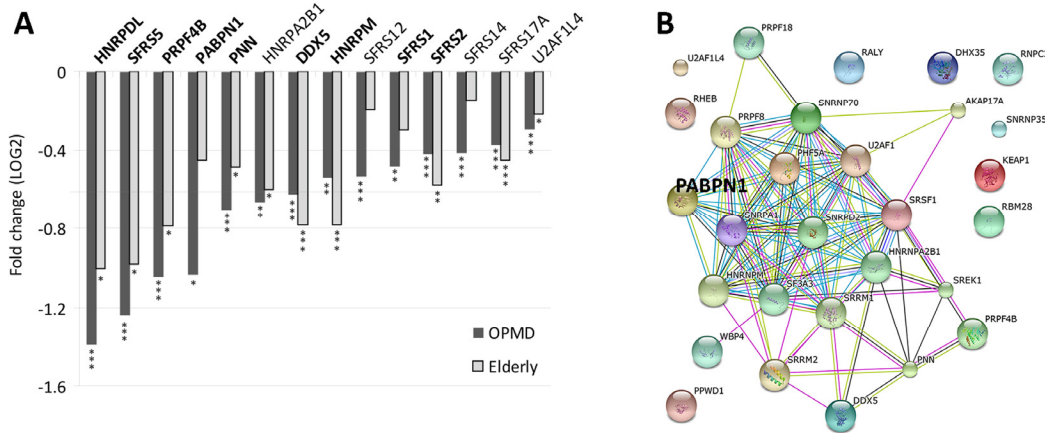 A
HNRPDL
SFRS5
PRPF4B
PABPN1
PNN
HNRPA2B1
DDX5
HNRPM
SFRS12
SFRS1
SFRS2
SFRS14
SFRS17A
U2AF1L4
Fold change (LOG2)
0
-0.4
-0.8
-1.2
-1.6
***
*
***
*
***
*
*
***
*
**
*
***
***
**
***
**
**
***
**
**
***
***
***
*
OPMD
Elderly
B
PRPF18
U2AF1L4
RALY
DHX35
RHEB
SNRNP70
AKAP17A
PRPF8
SNRNP35
PHF5A
U2AF1
KEAP1
PABPN1
SRSF1
RBM28
SNRPA1
SNRPD2
HNRNPA2B1
HNRNPM
SF3A3
SREK1
SRRM1
PRPF4B
WBP4
SRRM2
PNN
PPWD1
DDX5